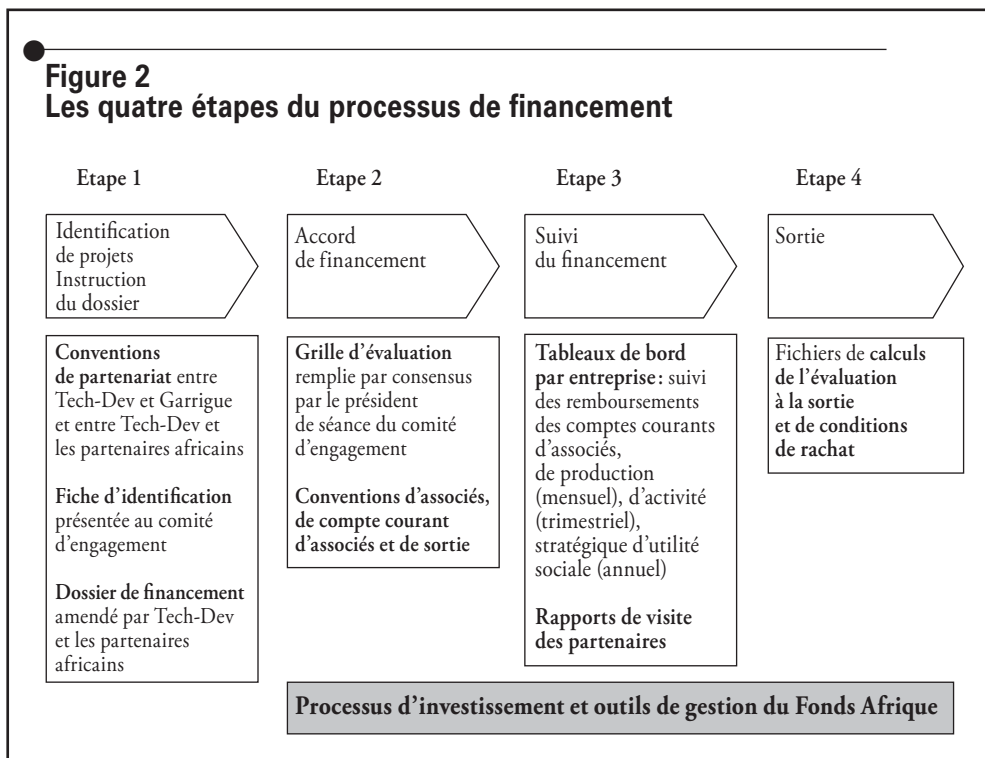 Figure 2
Les quatre étapes du processus de financement
Etape 1
Etape 2
Etape 3
Etape 4
Identification
de projets
Instruction
du dossier
Accord
de financement
Suivi
du financement
Sortie
Conventions
de partenariat entre
Tech-Dev et Garrigue
et entre Tech-Dev et
les partenaires africains
Fiche d’identification
présentée au comité
d’engagement
Dossier de financement
amendé par Tech-Dev
et les partenaires
africains
Grille d’évaluation
remplie par consensus
par le président
de séance du comité
d’engagement
Conventions d’associés,
de compte courant
d’associés et de sortie
Tableaux de bord
par entreprise : suivi
des remboursements
des comptes courants
d’associés,
de production
(mensuel), d’activité
(trimestriel),
stratégique d’utilité
sociale (annuel)
Rapports de visite
des partenaires
Fichiers de calculs
de l’évaluation
à la sortie
et de conditions
de rachat
Processus d’investissement et outils de gestion du Fonds Afrique